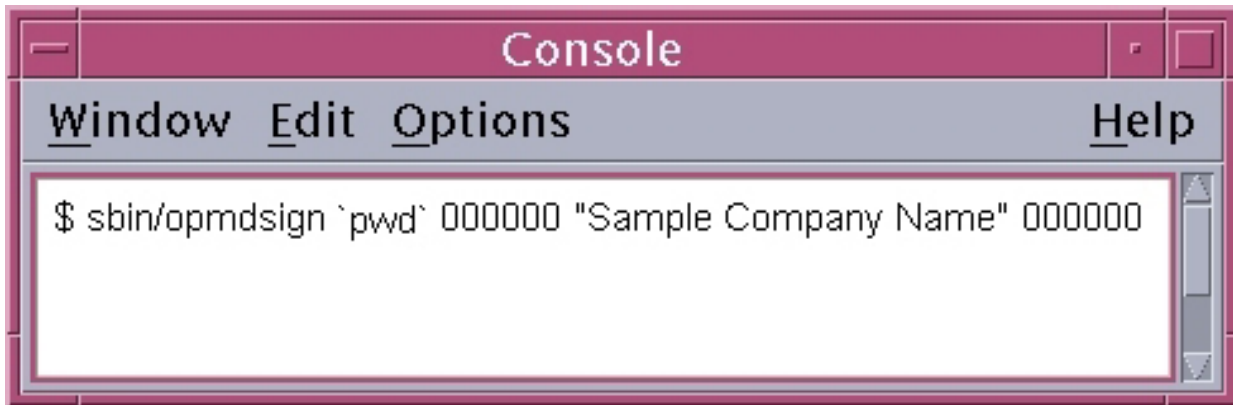 Console
Window Edit Options Help
$ sbin/opmdsign `pwd` 000000 "Sample Company Name" 000000